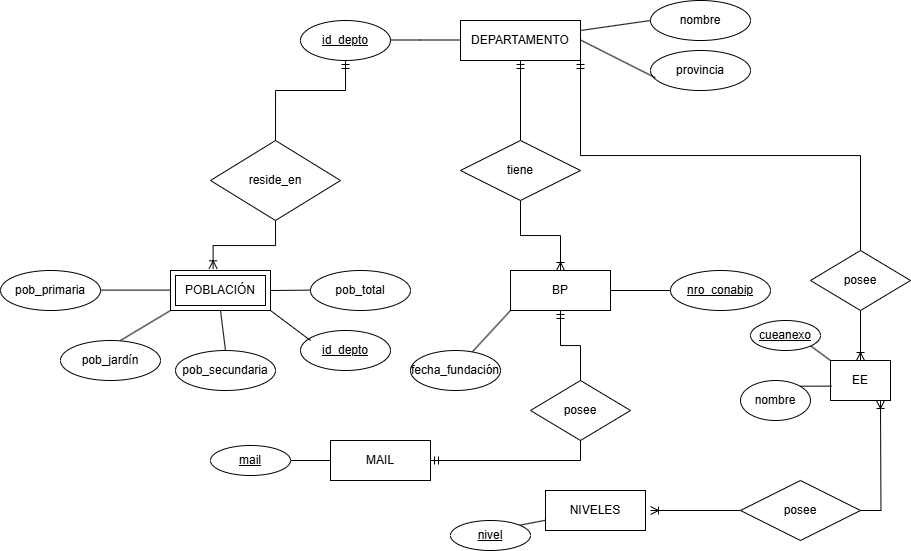 nombre
id_depto
DEPARTAMENTO
provincia
reside_en
tiene
posee
pob_primaria
POBLACIÓN
pob_total
BP
nro_conabip
pob_jardín
id_depto
pob_secundaria
fecha_fundación
cueanexo
EE
nombre
posee
mail
MAIL
NIVELES
posee
nivel